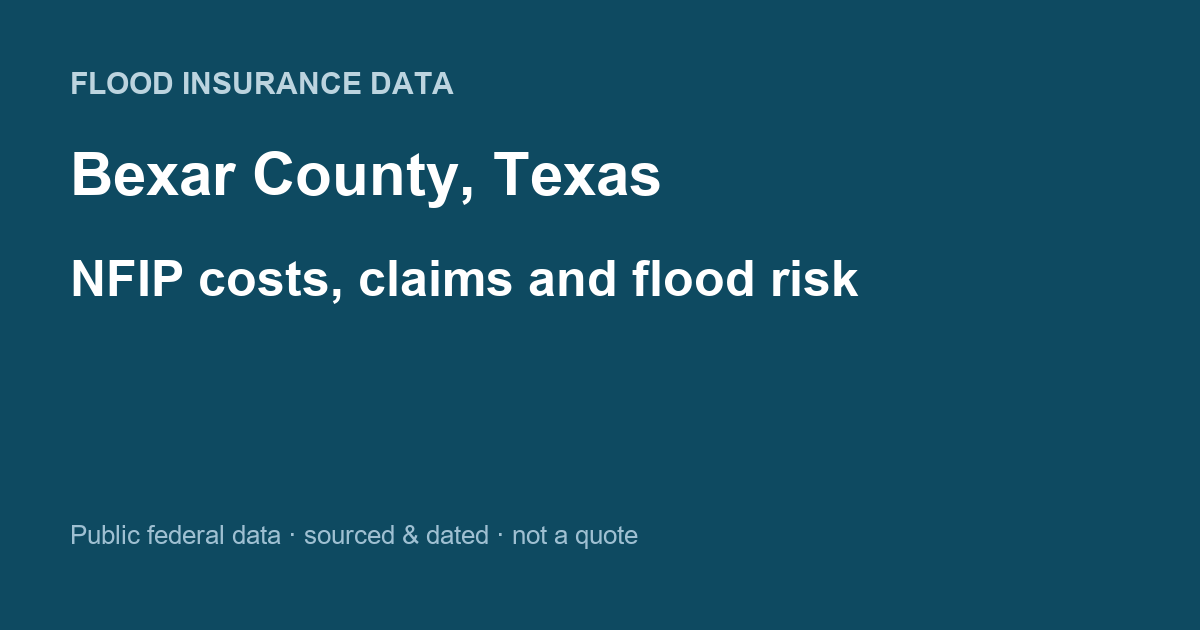 FLOOD INSURANCE DATA
Bexar County, Texas
NFIP costs, claims and flood risk
Public federal data · sourced & dated · not a quote